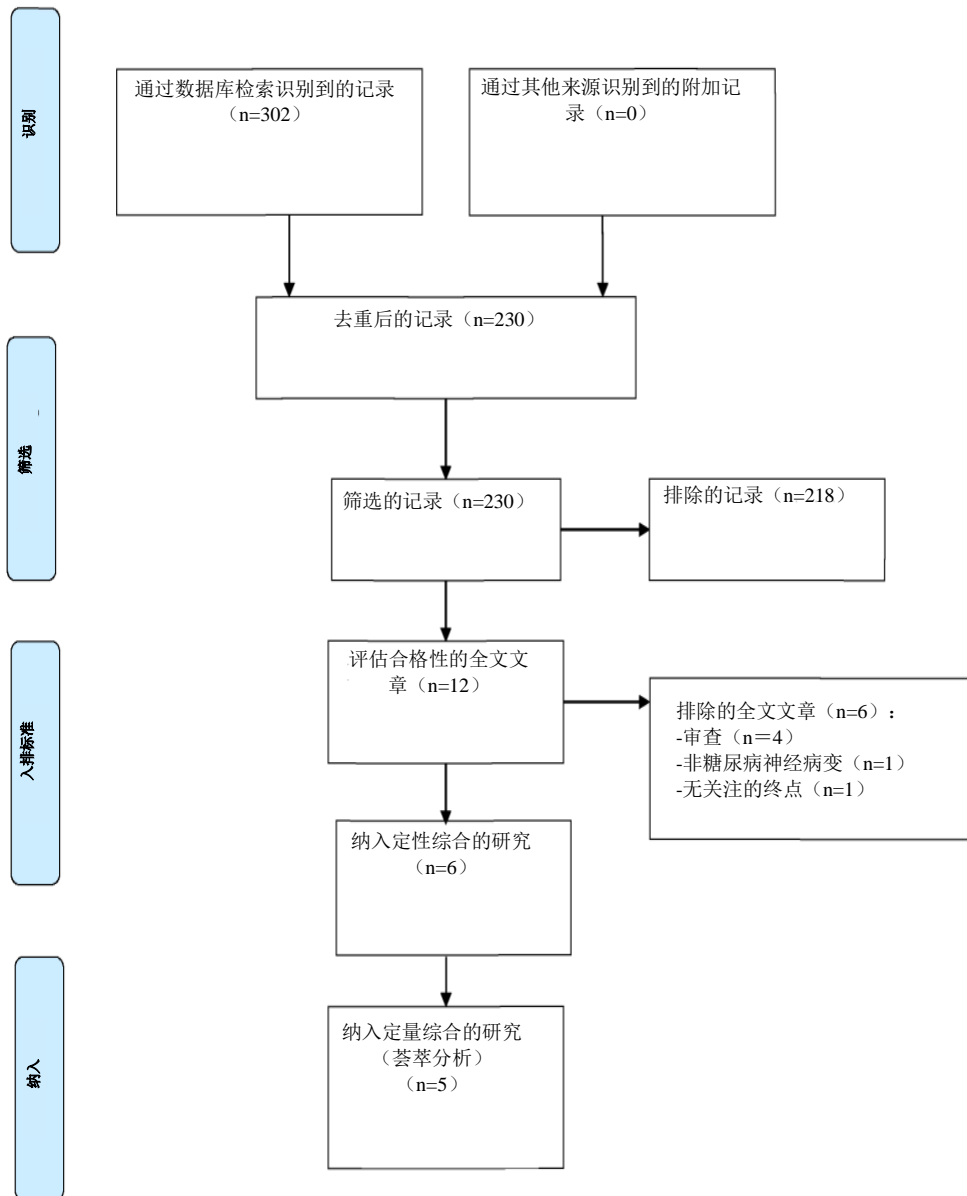 识别
通过数据库检索识别到的记录
（n=302）
通过其他来源识别到的附加记
录（n=0）
去重后的记录（n=230）
筛选
筛选的记录（n=230）
排除的记录（n=218）
入排标准
评估合格性的全文文
章（n=12）
排除的全文文章（n=6）：
-审查（n＝4）
-非糖尿病神经病变（n=1）
-无关注的终点（n=1）
纳入定性综合的研究
（n=6）
纳入
纳入定量综合的研究
（荟萃分析）
（n=5）